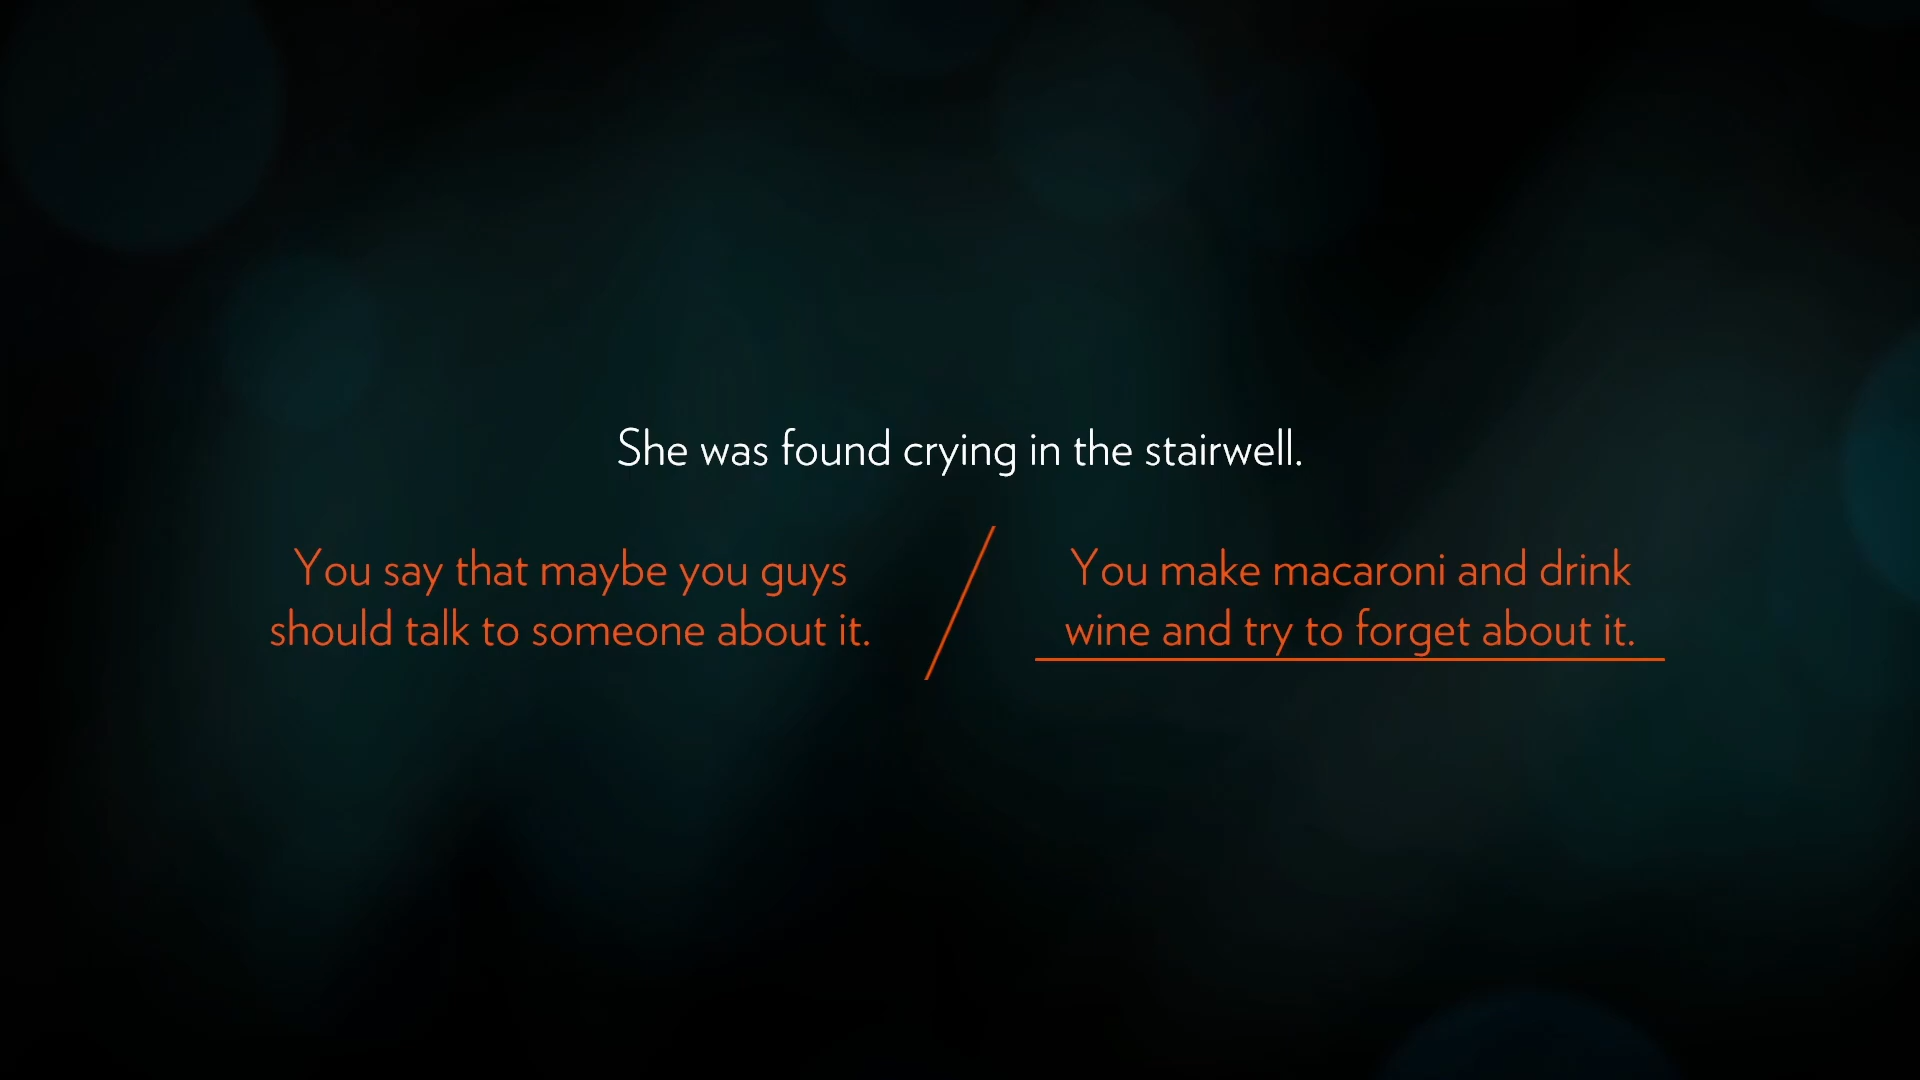 She was found crying in the stairwell.
You say that maybe you guys
should talk to someone about it.
You make macaroni and drink
wine and try to forget about it.